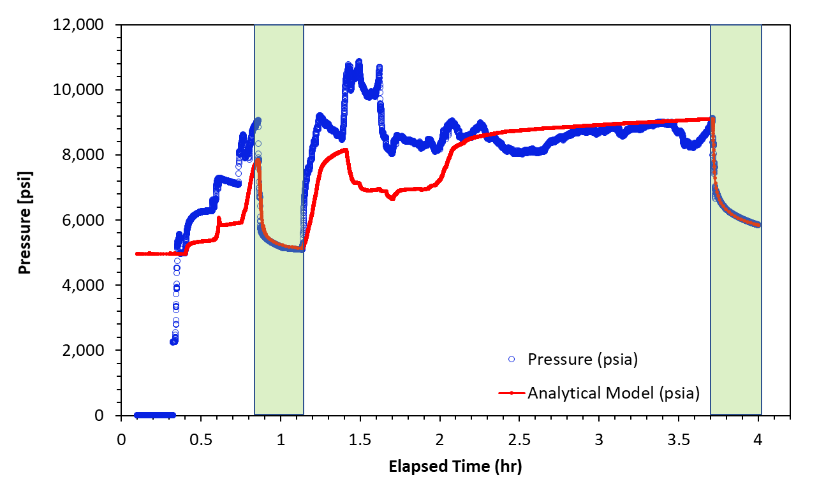 12,000
10,000
8,000
6,000
4,000
2,000
0
Pressure [psi]
Pressure (psia)
Analytical Model (psia)
0 0.5 1 1.5 2 2.5 3 3.5 4
Elapsed Time (hr)